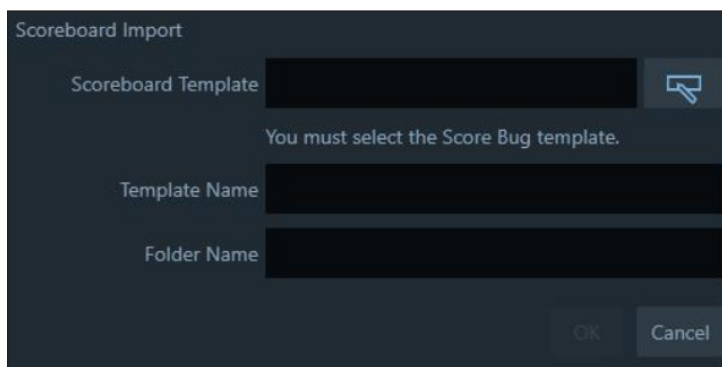 Scoreboard Import
Scoreboard Template
You must select the Score Bug template.
Template Name
Folder Name
OK Cancel